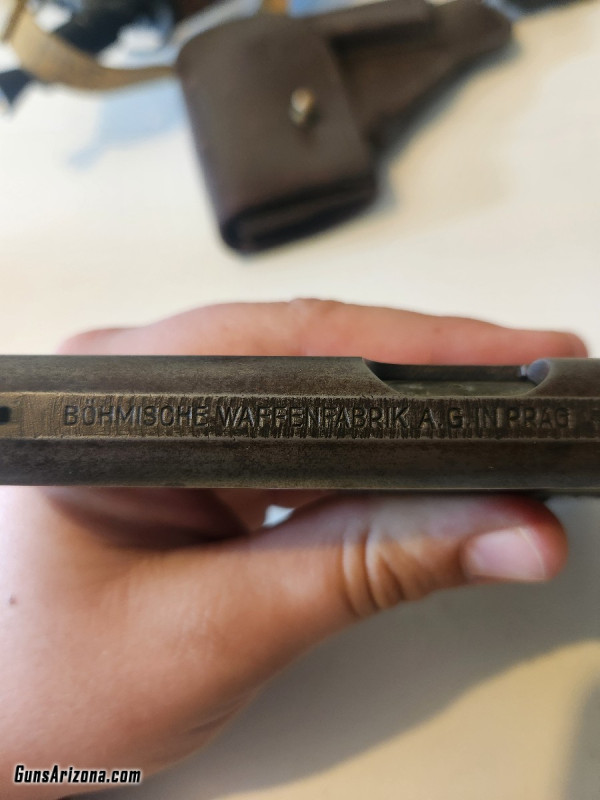 BÖHMISCHE WAFFENFABRIK A.G. IN PRAG
GunsArizona.com